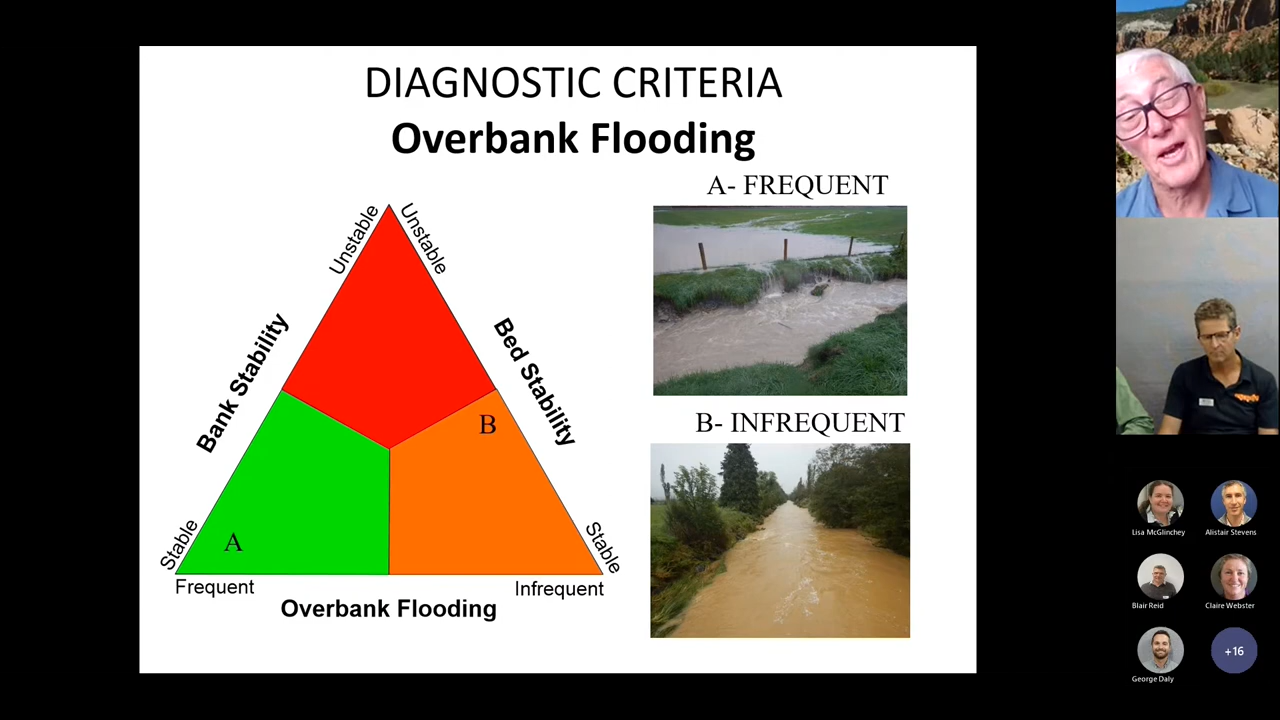 DIAGNOSTIC CRITERIA
Overbank Flooding
A- FREQUENT
Unstable
Unstable
Bank Stability
Bed Stability
B- INFREQUENT
B
A
Stable
Stable
Frequent
Infrequent
Overbank Flooding
Lisa McGlinchey
Alistair Stevens
Blair Reid
Claire Webster
George Daly
+16